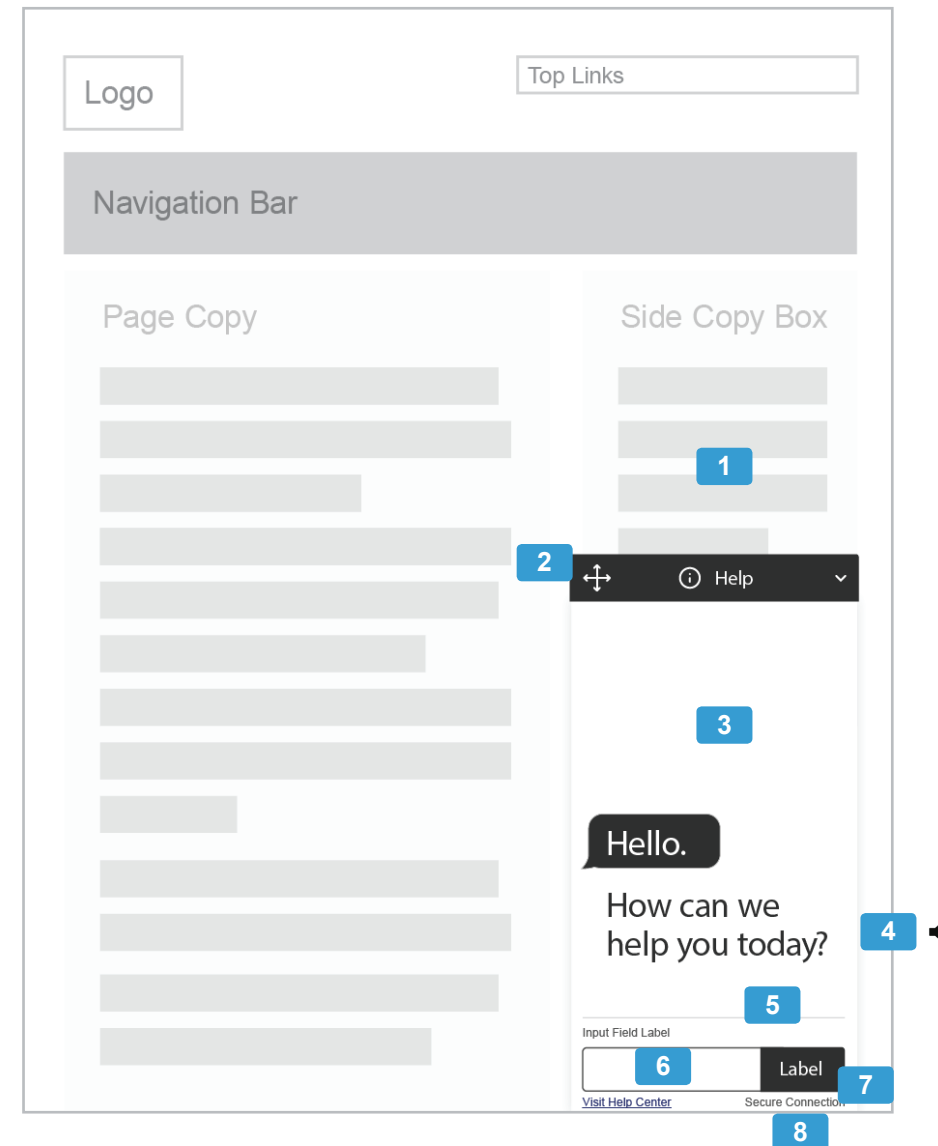 Logo
Top Links
Navigation Bar
Page Copy
Side Copy Box
1
2
Help
3
Hello.
How can we
help you today?
4
5
Input Field Label
6
Label
7
Visit Help Center
Secure Connection
8